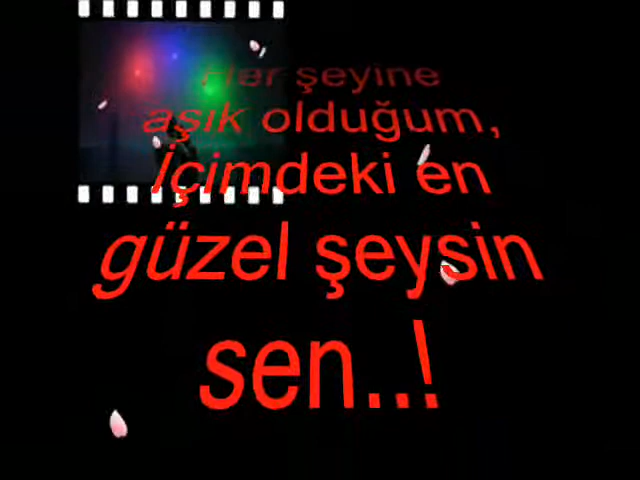 Her şeyine
aşık olduğum,
İçimdeki en
güzel şeysin
sen..!